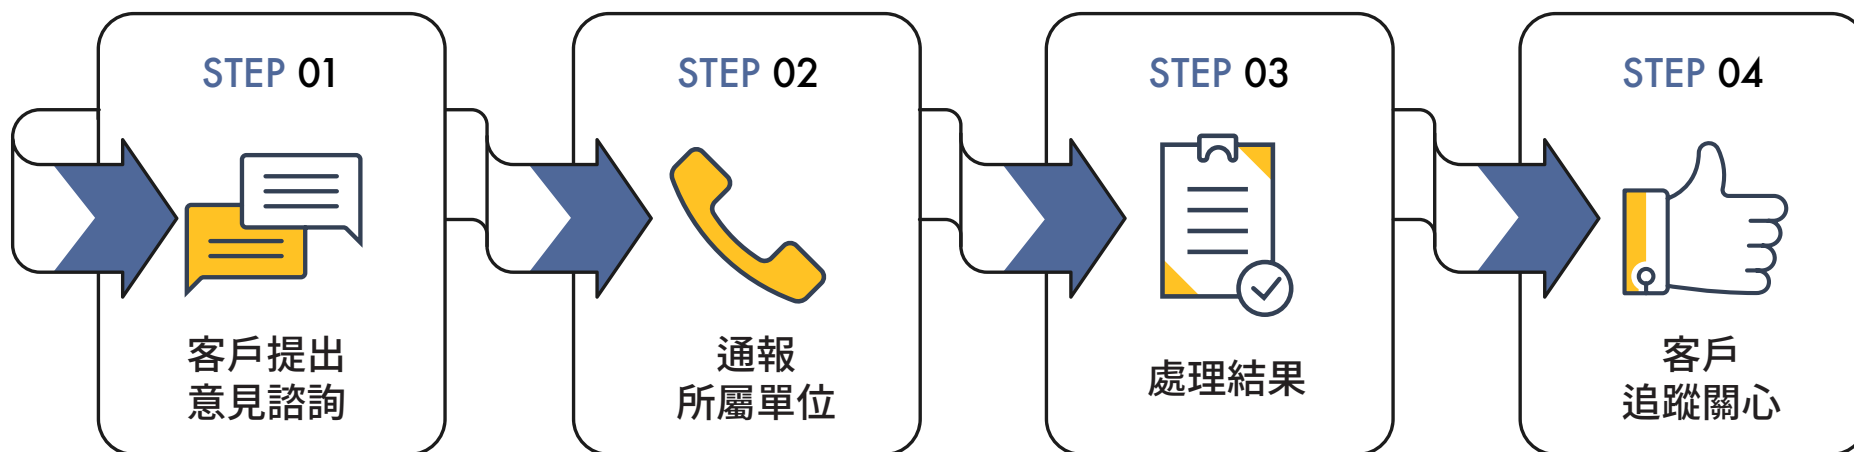 STEP 01
客戶提出
意見諮詢
STEP 02
通報
所屬單位
STEP 03
處理結果
STEP 04
客戶
追蹤關心